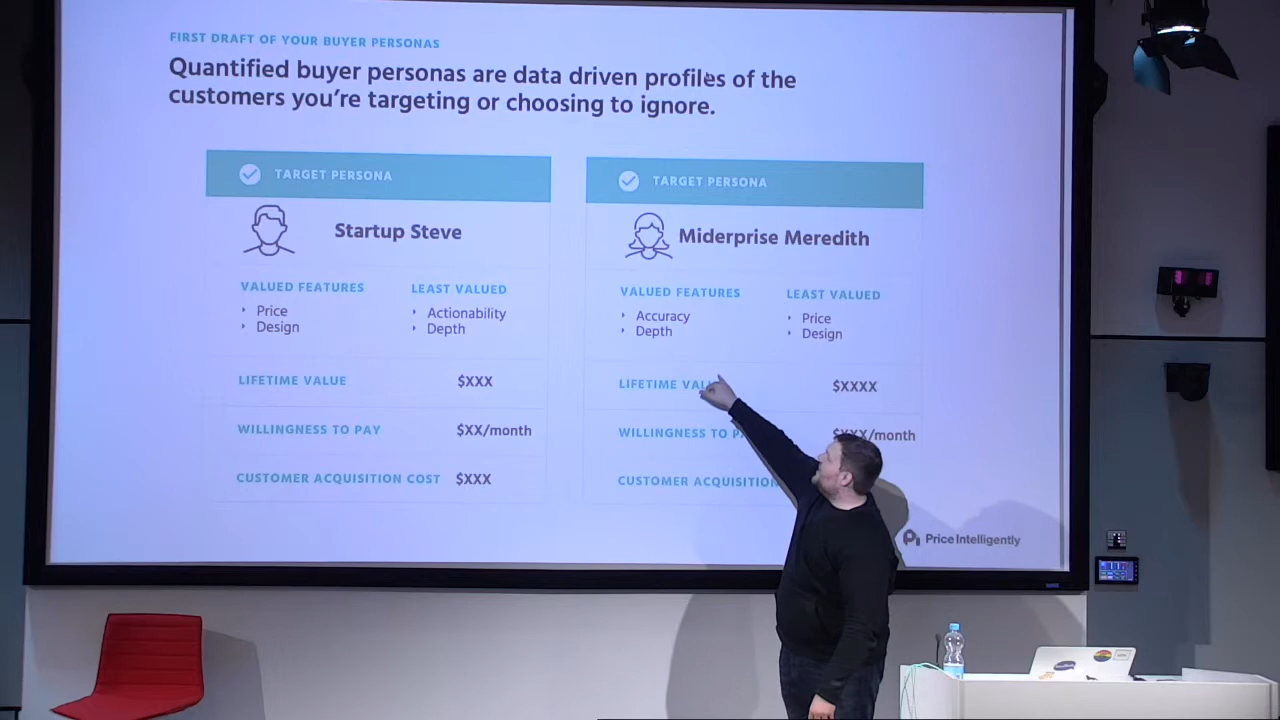 FIRST DRAFT OF YOUR BUYER PERSONAS
Quantified buyer personas are data driven profiles of the
customers you're targeting or choosing to ignore.
TARGET PERSONA
Startup Steve
VALUED FEATURES
LEAST VALUED
Price
Design
Actionability
Depth
LIFETIME VALUE $XXX
WILLINGNESS TO PAY $XX/month
CUSTOMER ACQUISITION COST $XXX
TARGET PERSONA
Miderprise Meredith
VALUED FEATURES
LEAST VALUED
Accuracy
Depth
Price
Design
LIFETIME $XXXX
WILLINGNESS TO $XXX/month
CUSTOMER ACQUISITION
Price Intelligently